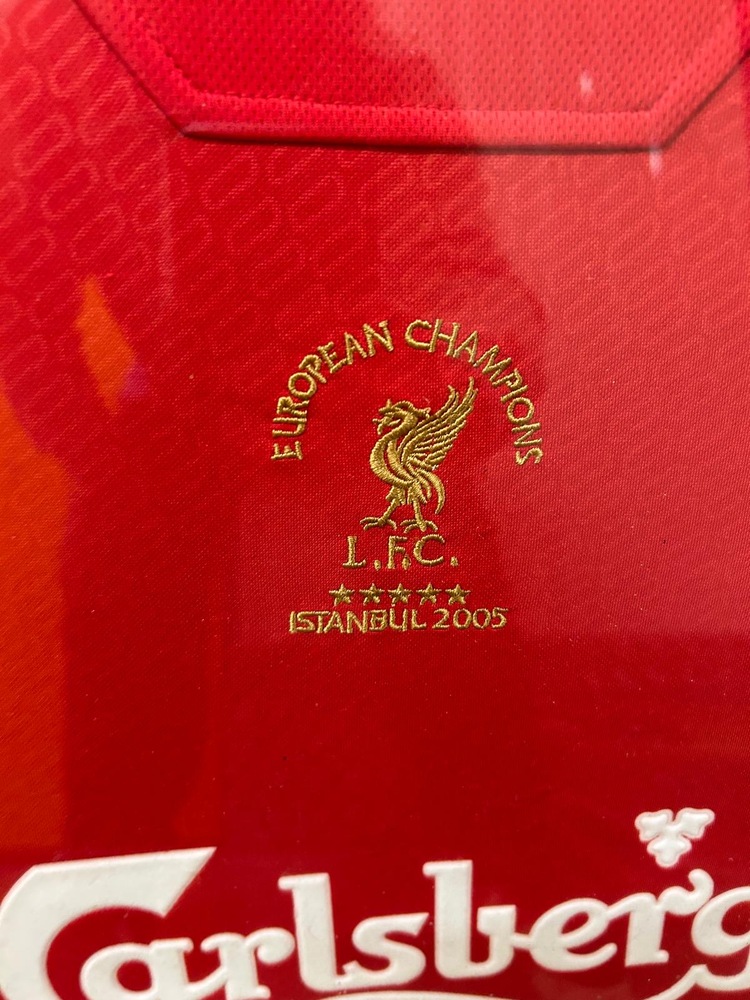 EUROPEAN CHAMPIONS
L.F.C.
ISTANBUL 2005
Carlsberg